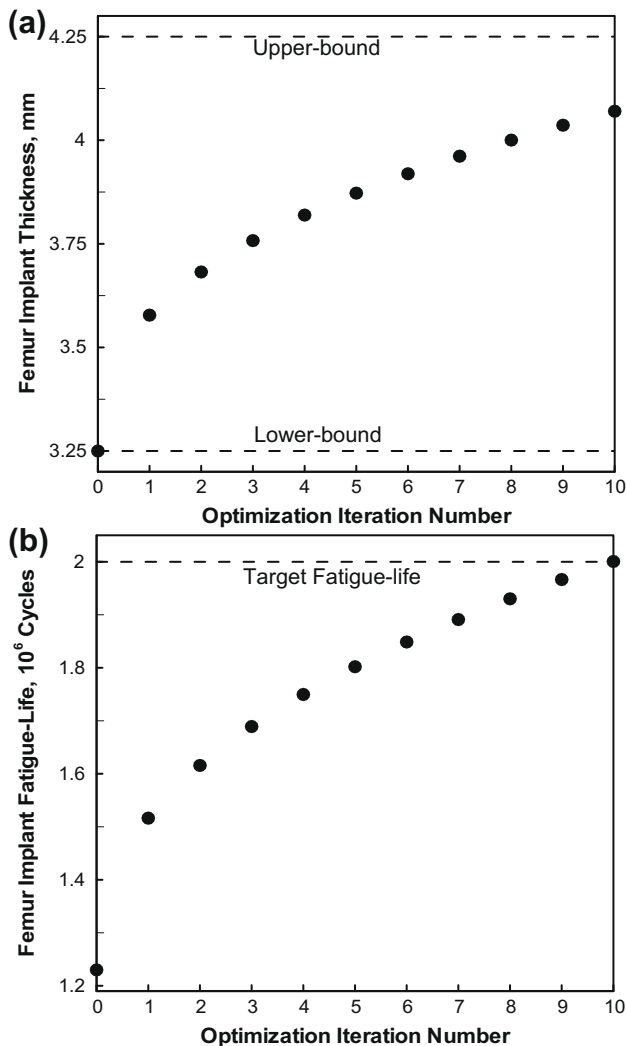 (a)
4.25
Upper-bound
4
3.75
3.5
Lower-bound
3.25
Femur Implant Thickness, mm
0 1 2 3 4 5 6 7 8 9 10
Optimization Iteration Number
(b)
2
Target Fatigue-life
1.8
1.6
1.4
1.2
Femur Implant Fatigue-Life, 10⁶ Cycles
0 1 2 3 4 5 6 7 8 9 10
Optimization Iteration Number